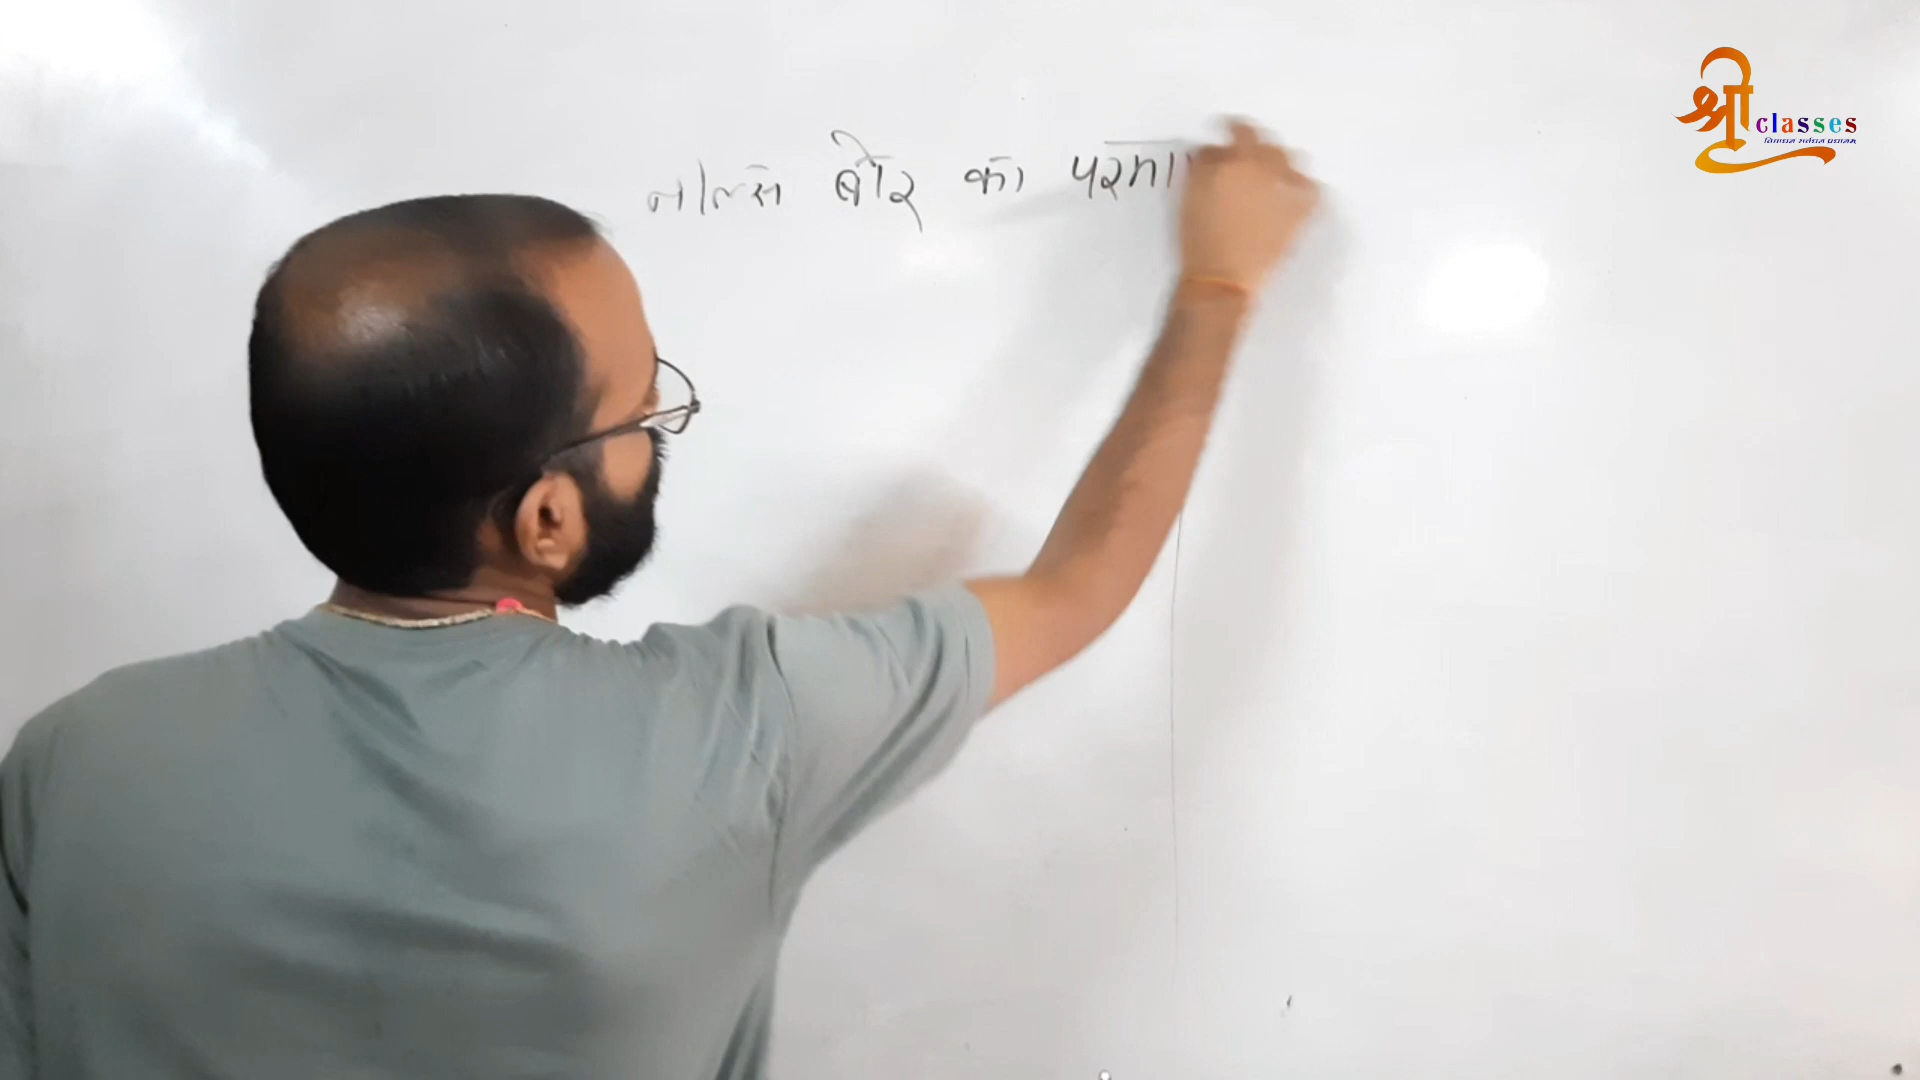 नील्स बोर का परमा
श्री classes